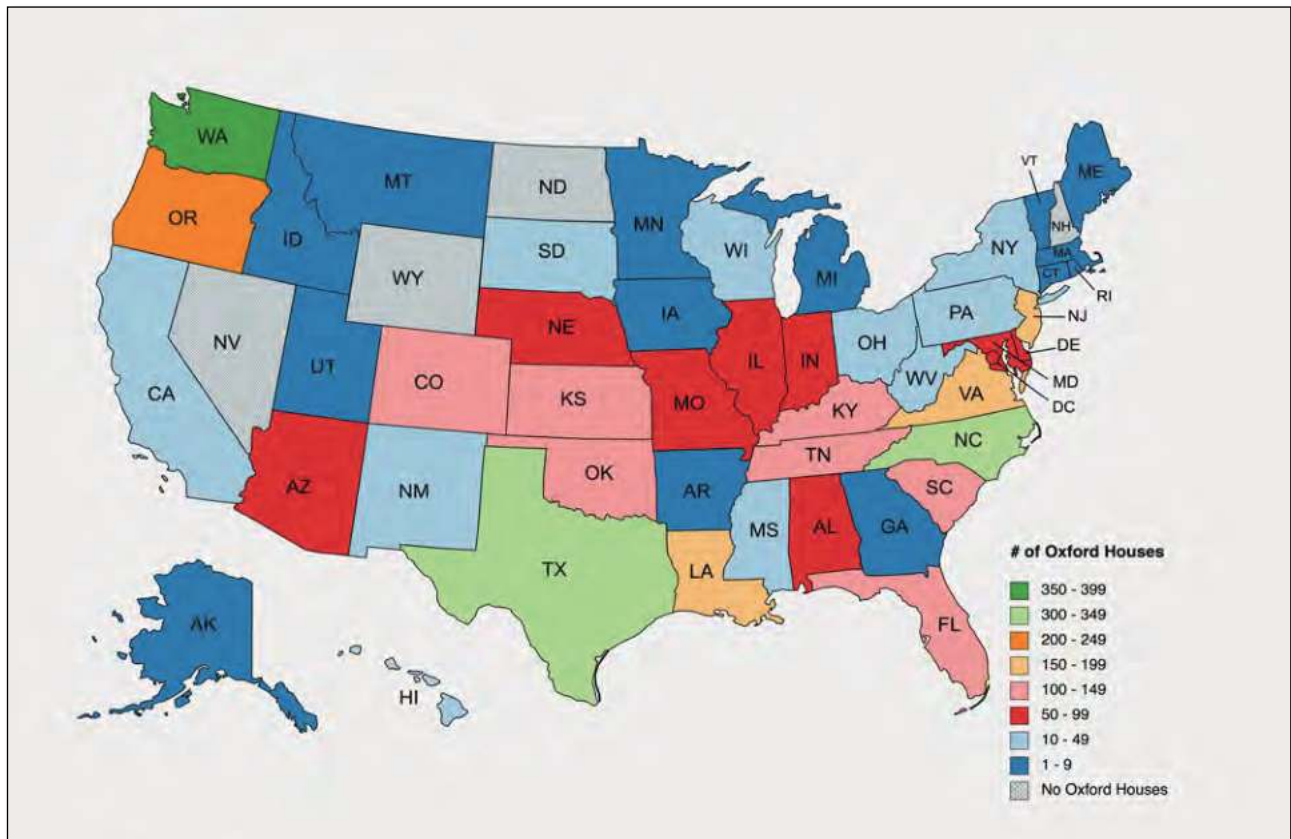 WA
MT
ND
MN
VT
ME
OR
ID
SD
WI
NY
NH
MA
WY
MI
CT
RI
NE
IA
PA
NJ
NV
UT
IL
IN
OH
DE
CA
CO
KS
MO
WV
MD
KY
VA
DC
NC
TN
AZ
NM
OK
AR
SC
MS
AL
GA
TX
LA
FL
AK
HI
# of Oxford Houses
350 - 399
300 - 349
200 - 249
150 - 199
100 - 149
50 - 99
10 - 49
1 - 9
No Oxford Houses